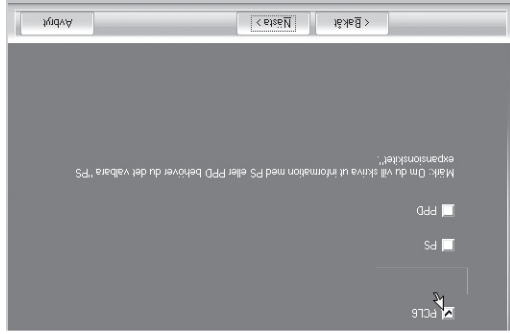 PCL6
PS
PPD
Märk: Om du vill skriva ut information med PS eller PPD behöver du det valbara "PS
expansionskitet".
< Bakåt
Nästa >
Avbryt